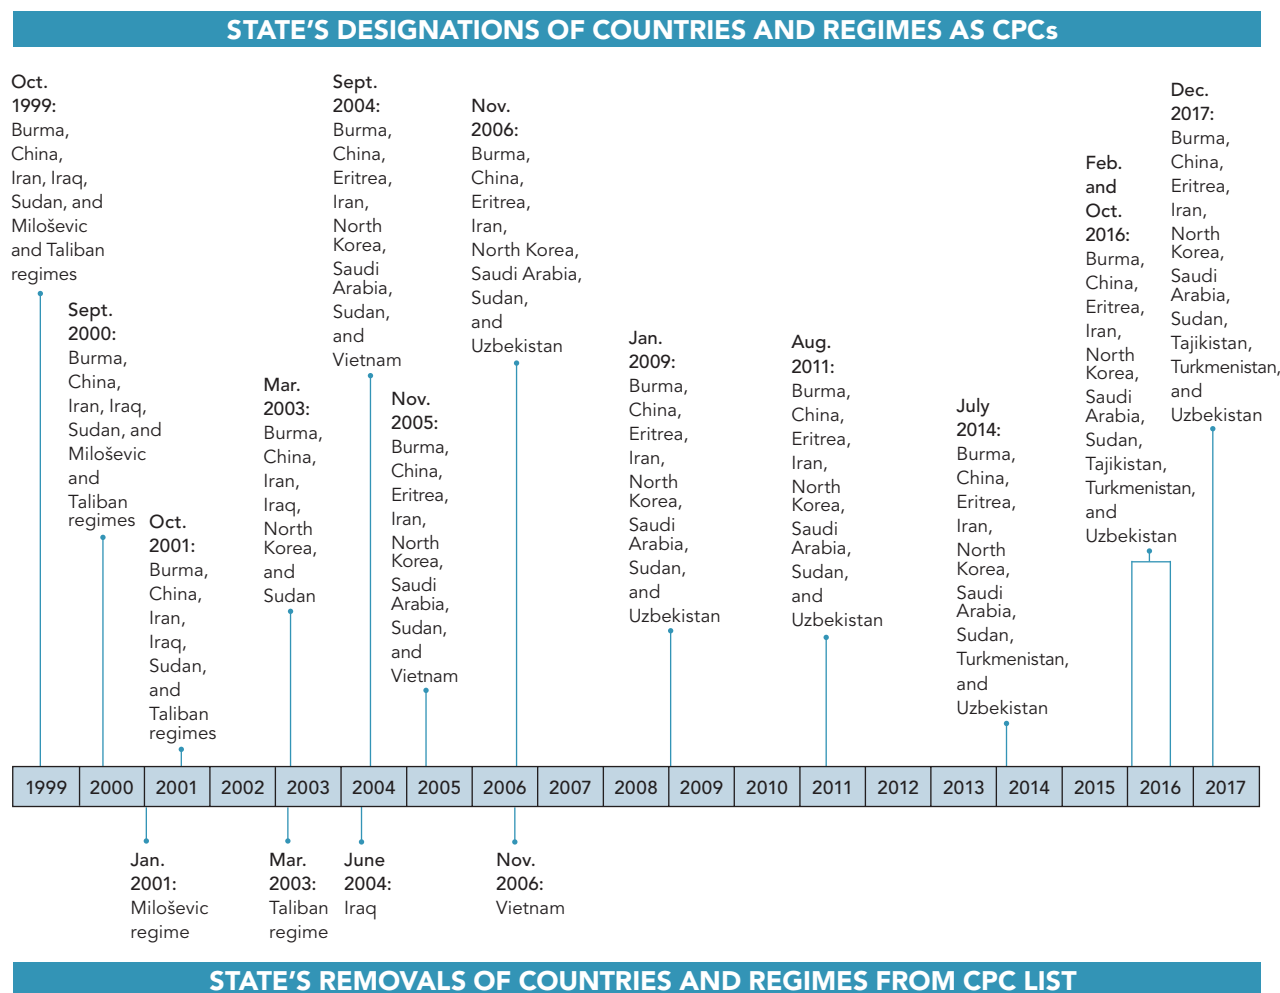 STATE'S DESIGNATIONS OF COUNTRIES AND REGIMES AS CPCs
Oct.
1999:
Burma,
China,
Iran, Iraq,
Sudan, and
Miloševic
and Taliban
regimes
Sept.
2000:
Burma,
China,
Iran, Iraq,
Sudan, and
Miloševic
and
Taliban
regimes
Oct.
2001:
Burma,
China,
Iran,
Iraq,
Sudan,
and
Taliban
regimes
Mar.
2003:
Burma,
China,
Iran,
Iraq,
North
Korea,
and
Sudan
Sept.
2004:
Burma,
China,
Eritrea,
Iran,
North
Korea,
Saudi
Arabia,
Sudan,
and
Vietnam
Nov.
2005:
Burma,
China,
Eritrea,
Iran,
North
Korea,
Saudi
Arabia,
Sudan,
and
Vietnam
Nov.
2006:
Burma,
China,
Eritrea,
Iran,
North Korea,
Saudi Arabia,
Sudan,
and
Uzbekistan
Jan.
2009:
Burma,
China,
Eritrea,
Iran,
North
Korea,
Saudi
Arabia,
Sudan,
and
Uzbekistan
Aug.
2011:
Burma,
China,
Eritrea,
Iran,
North
Korea,
Saudi
Arabia,
Sudan,
and
Uzbekistan
July
2014:
Burma,
China,
Eritrea,
Iran,
North
Korea,
Saudi
Arabia,
Sudan,
Turkmenistan,
and
Uzbekistan
Feb.
and
Oct.
2016:
Burma,
China,
Eritrea,
Iran,
North
Korea,
Saudi
Arabia,
Sudan,
Tajikistan,
Turkmenistan,
and
Uzbekistan
Dec.
2017:
Burma,
China,
Eritrea,
Iran,
North
Korea,
Saudi
Arabia,
Sudan,
Tajikistan,
Turkmenistan,
and
Uzbekistan
1999 2000 2001 2002 2003 2004 2005 2006 2007 2008 2009 2010 2011 2012 2013 2014 2015 2016 2017
Jan.
2001:
Miloševic
regime
Mar.
2003:
Taliban
regime
June
2004:
Iraq
Nov.
2006:
Vietnam
STATE'S REMOVALS OF COUNTRIES AND REGIMES FROM CPC LIST